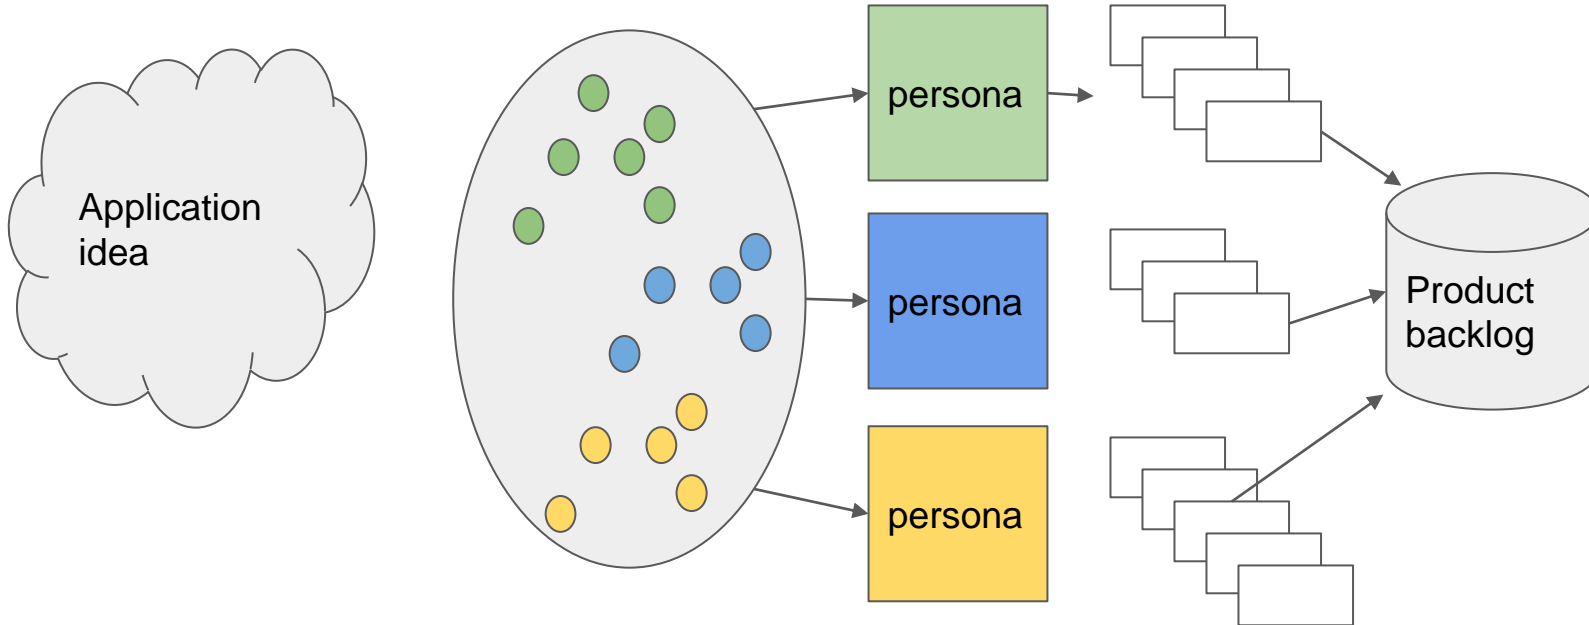 Application
idea
persona
persona
persona
Product
backlog